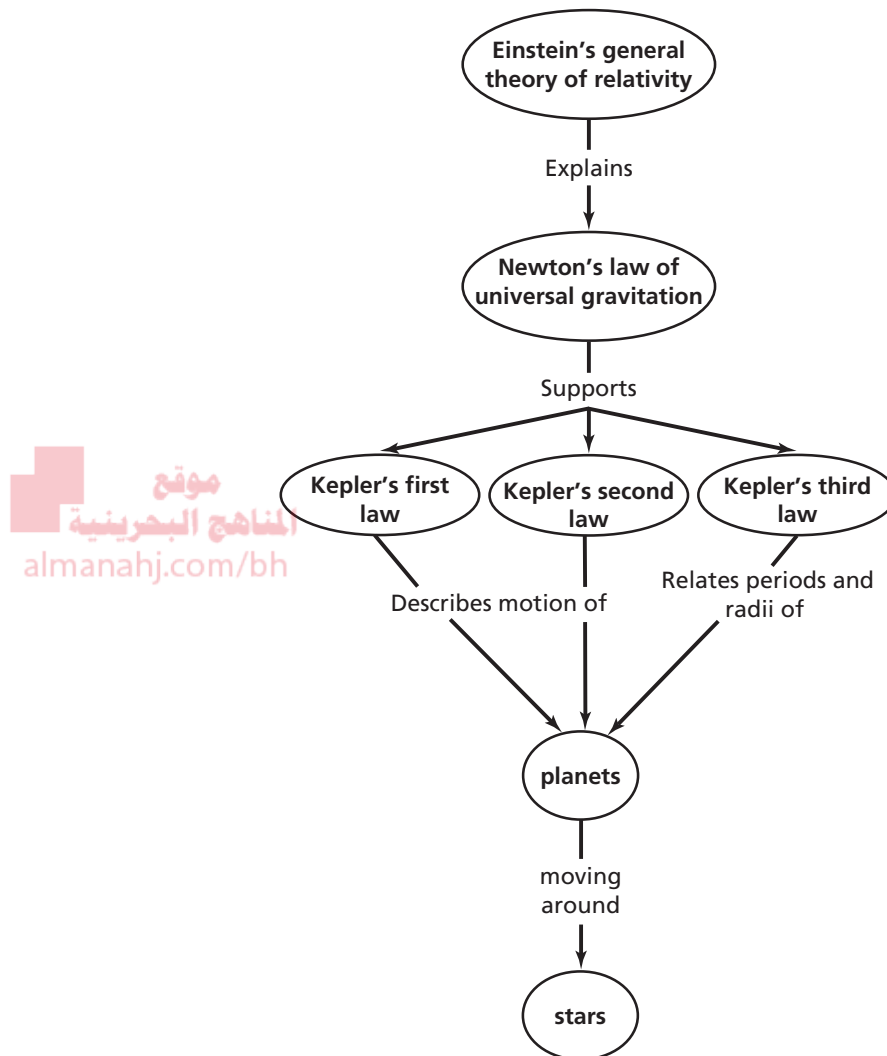 Einstein's general
theory of relativity
Explains
Newton's law of
universal gravitation
Supports
Kepler's first
law
Kepler's second
law
Kepler's third
law
موقع
المناهج البحرينية
almanahj.com/bh
Describes motion of
Relates periods and
radii of
planets
moving
around
stars